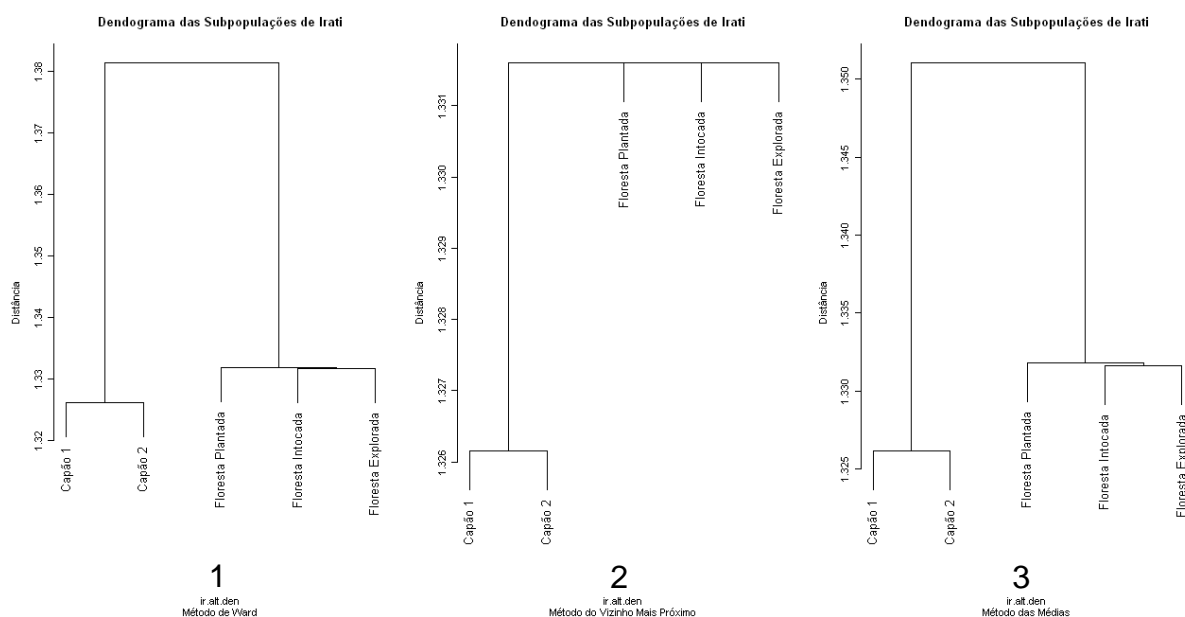 Dendograma das Subpopulações de Irati
Distância
1.38
1.37
1.36
1.35
1.34
1.33
1.32
Capão 1
Capão 2
Floresta Plantada
Floresta Intocada
Floresta Explorada
1
ir.alt.den
Método de Ward
Dendograma das Subpopulações de Irati
Distância
1.331
1.330
1.329
1.328
1.327
1.326
Capão 1
Capão 2
Floresta Plantada
Floresta Intocada
Floresta Explorada
2
ir.alt.den
Método do Vizinho Mais Próximo
Dendograma das Subpopulações de Irati
Distância
1.350
1.345
1.340
1.335
1.330
1.325
Capão 1
Capão 2
Floresta Plantada
Floresta Intocada
Floresta Explorada
3
ir.alt.den
Método das Médias